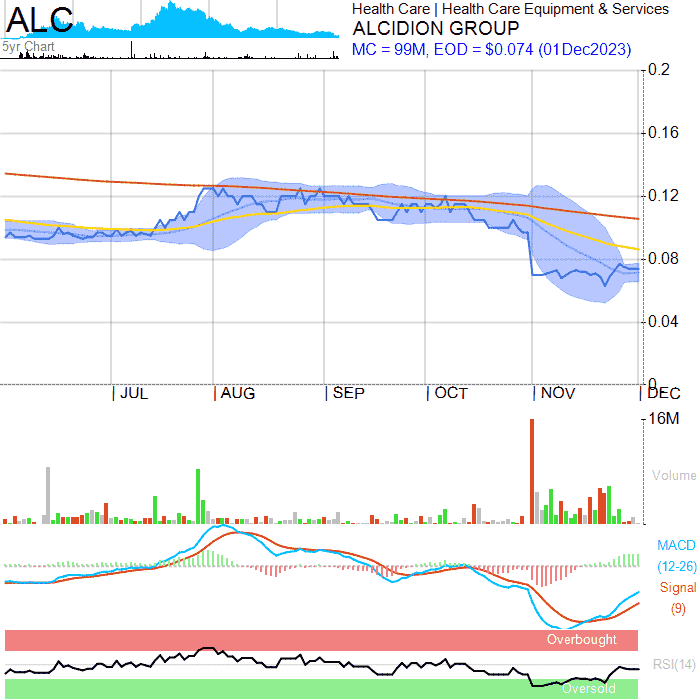 ALC
5yr Chart
Health Care | Health Care Equipment & Services
ALCIDION GROUP
MC = 99M, EOD = $0.074 (01Dec2023)
0.2
0.16
0.12
0.08
0.04
0
JUL
AUG
SEP
OCT
NOV
DEC
16M
Volume
MACD
(12-26)
Signal
(9)
Overbought
RSI(14)
Oversold